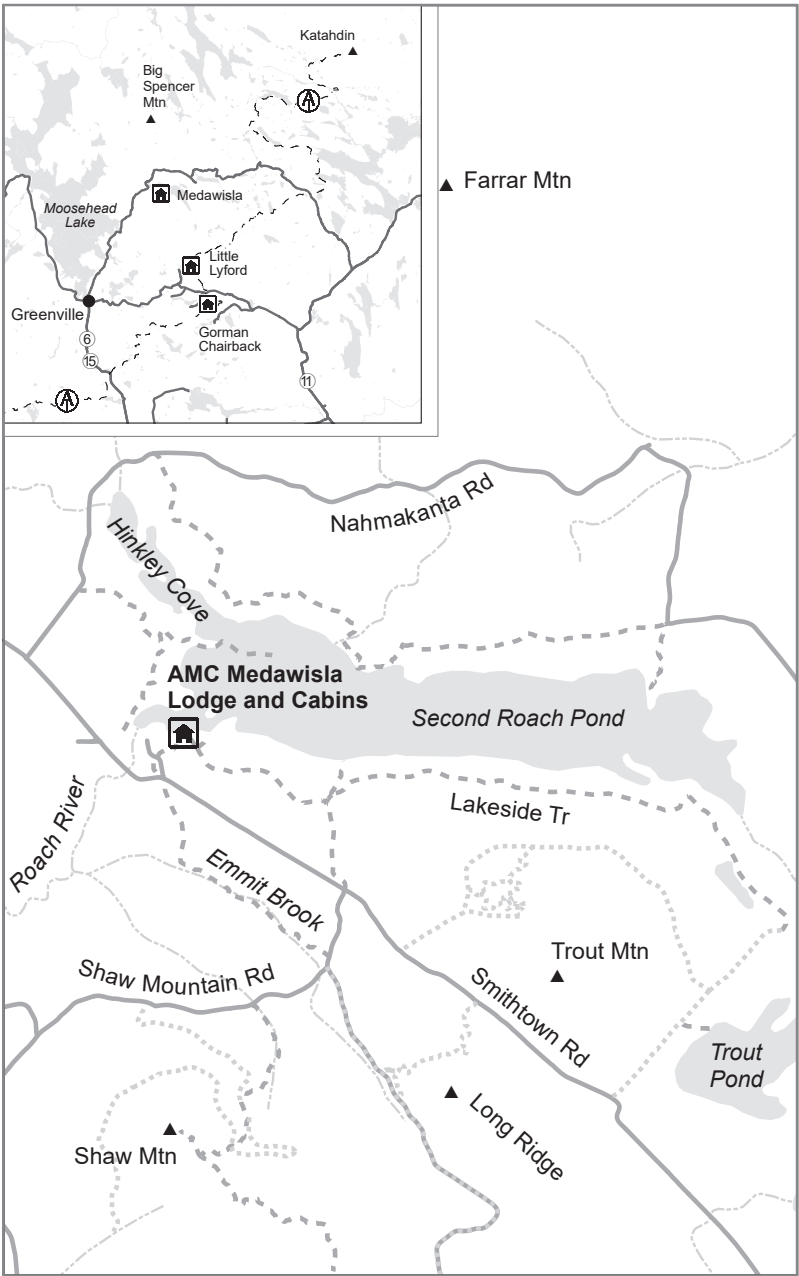 Katahdin
Big
Spencer
Mtn
A
Medawisla
Moosehead
Lake
Little
Lyford
Greenville
Gorman
Chairback
6
15
11
A
Farrar Mtn
Nahmakanta Rd
Hinkley Cove
AMC Medawisla
Lodge and Cabins
Second Roach Pond
Lakeside Tr
Roach River
Emmit Brook
Trout Mtn
Shaw Mountain Rd
Smithtown Rd
Trout
Pond
Long Ridge
Shaw Mtn